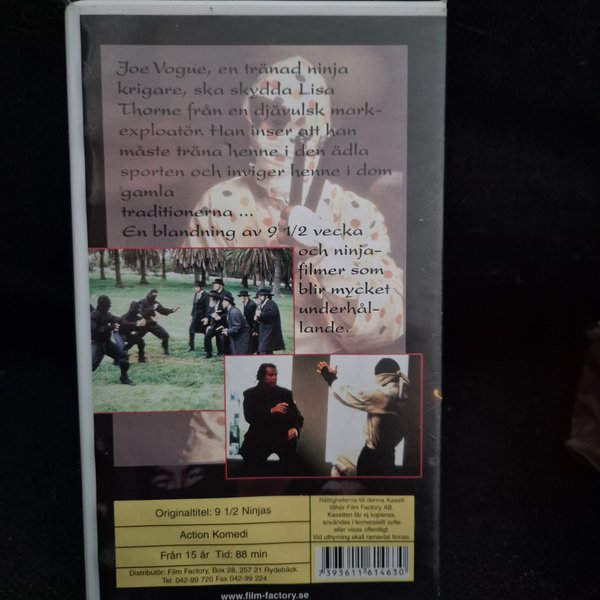 Joe Vogue, en tränad ninja
krigare, ska skydda Lisa
Thorne från en djävulsk mark-
exploatör. Han inser att han
måste träna henne i den ädla
sporten och inviger henne i dom
gamla
traditionerna ...
En blandning av 9 1/2 vecka
och ninja-
filmer som
blir mycket
underhål-
lande.
Originaltitel: 9 1/2 Ninjas
Action Komedi
Från 15 år Tid: 88 min
Distributör: Film Factory, Box 28, 257 21 Rydebäck.
Tel. 042-99 720 Fax 042-99 224
Rättigheterna till denna Kasett
tillhör Film Factory AB.
Kasetten får ej kopieras,
användas i komersiellt syfte
eller visas offentligt.
Vid uthyrning skall ramavtal finnas.
7393611614630
www.film-factory.se